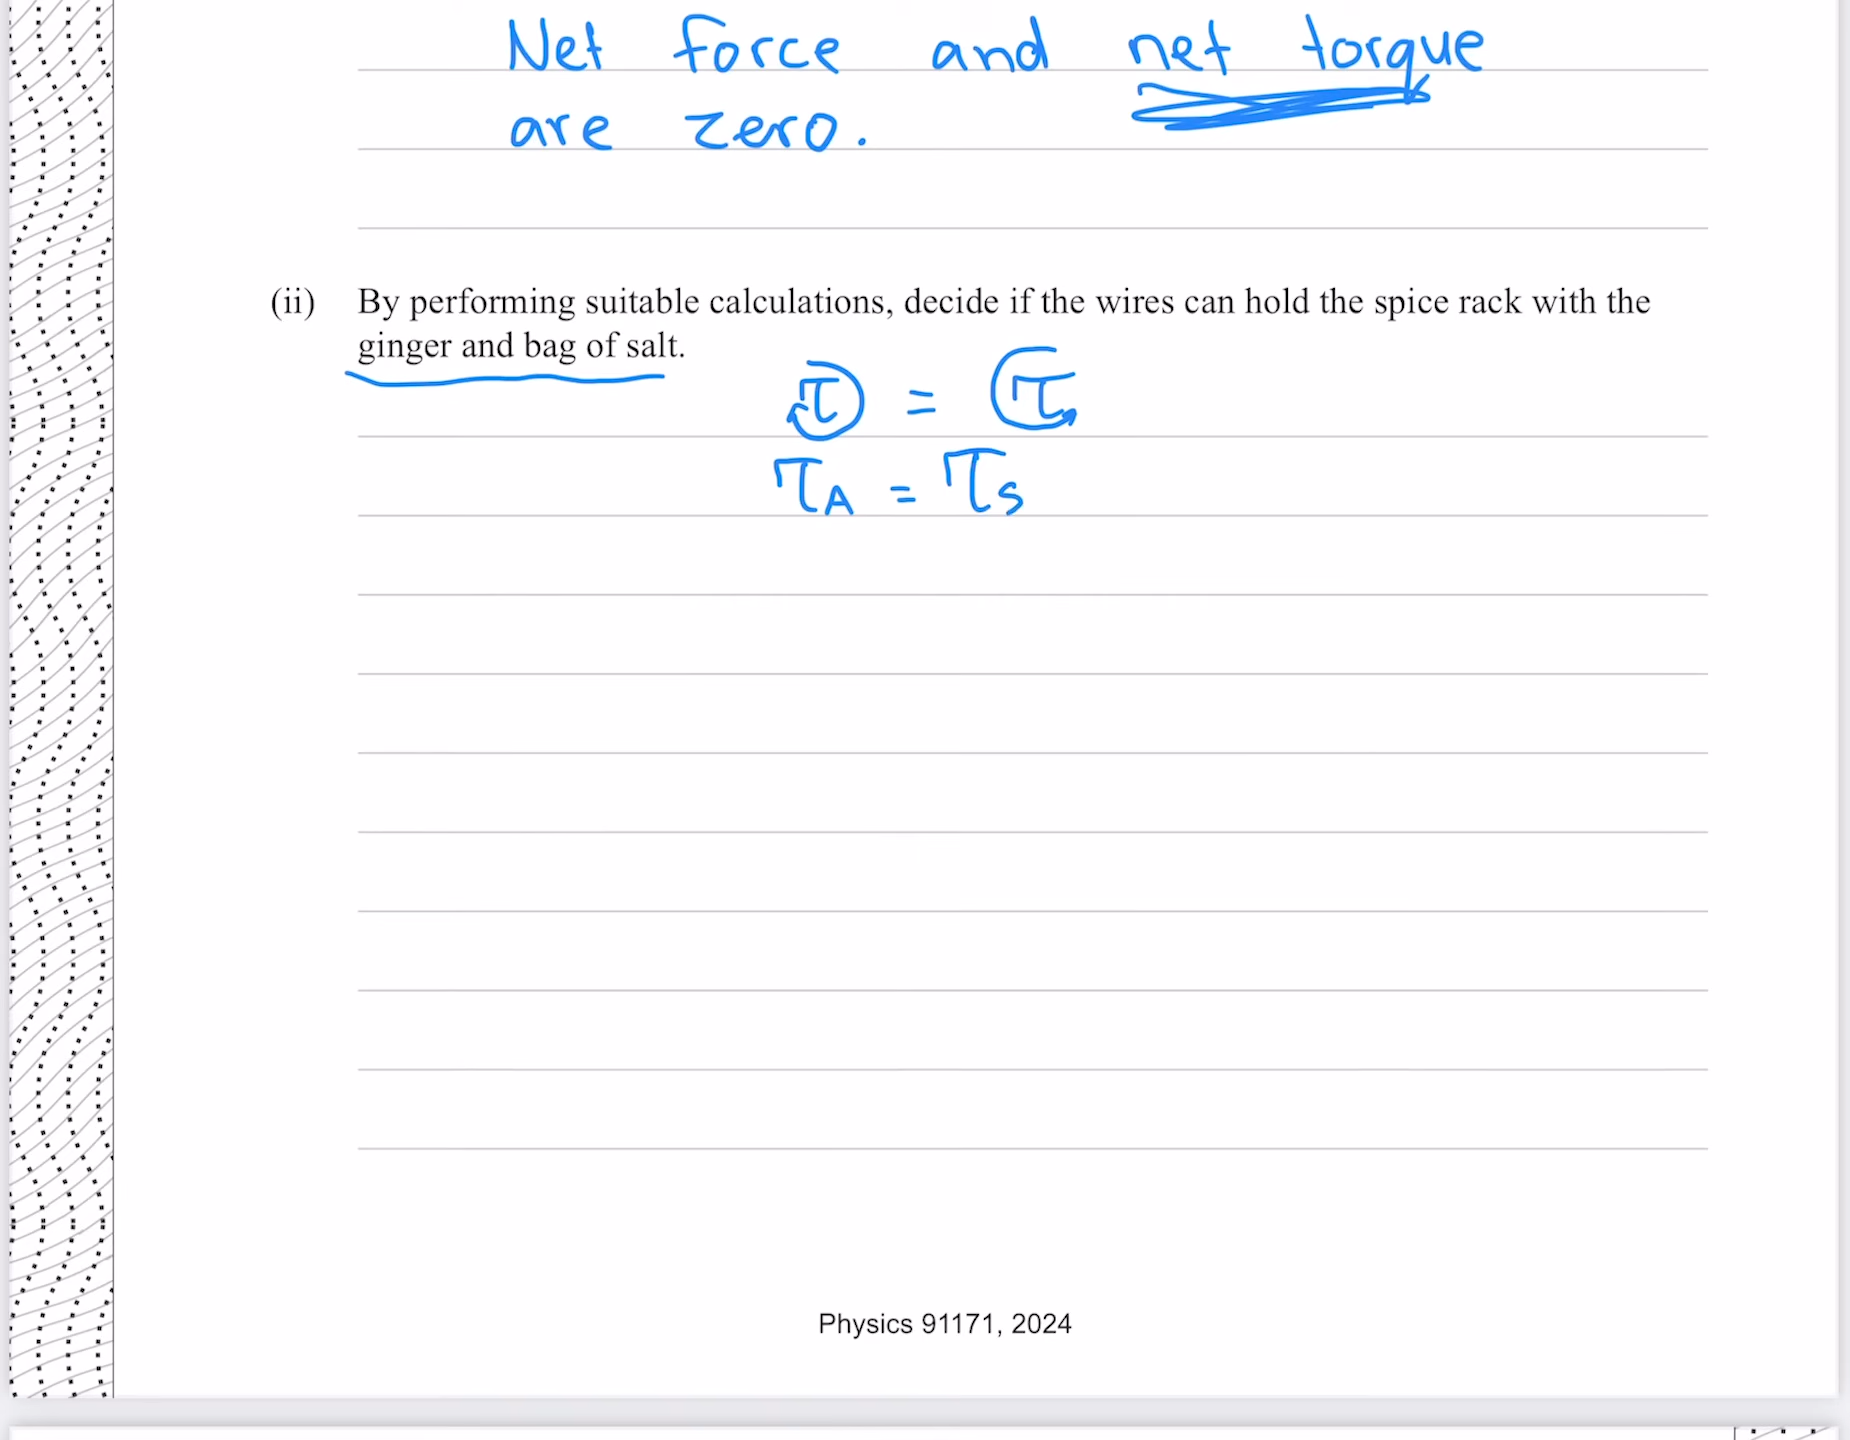 Net force and net torque
are zero.
(ii) By performing suitable calculations, decide if the wires can hold the spice rack with the
ginger and bag of salt.
τ = τ
τA = τS
Physics 91171, 2024